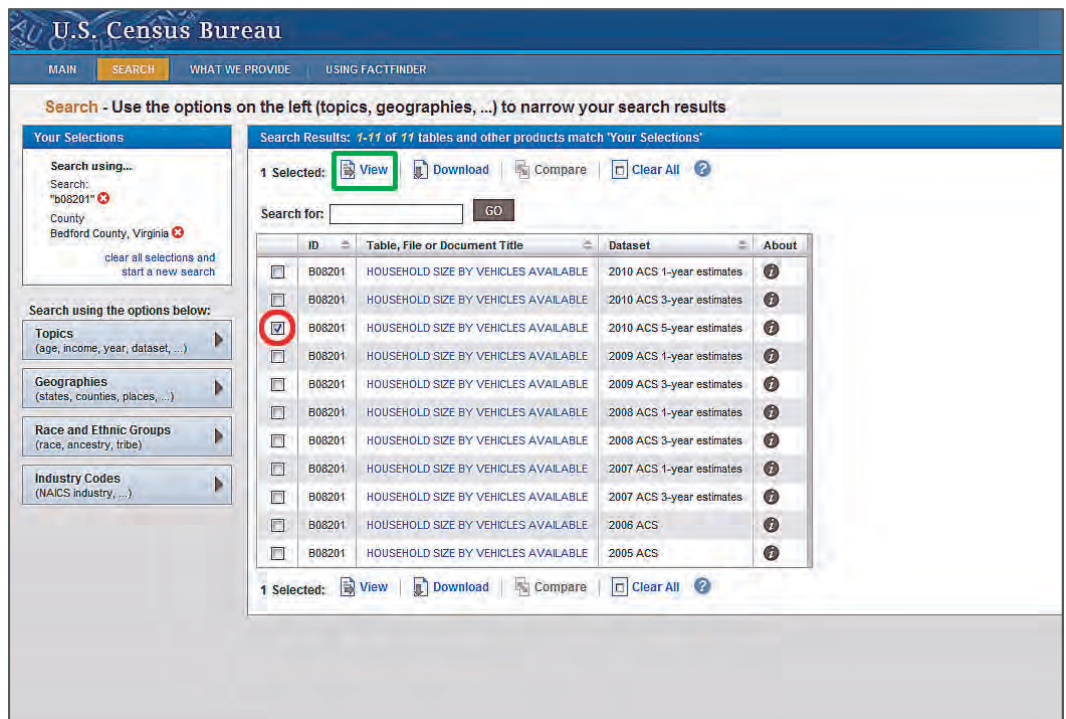 U.S. Census Bureau
MAIN SEARCH WHAT WE PROVIDE USING FACTFINDER
Search - Use the options on the left (topics, geographies, ...) to narrow your search results
Your Selections
Search using...
Search:
"b08201"
County
Bedford County, Virginia
clear all selections and
start a new search
Search using the options below:
Topics
(age, income, year, dataset, ...)
Geographies
(states, counties, places, ...)
Race and Ethnic Groups
(race, ancestry, tribe)
Industry Codes
(NAICS industry, ...)
Search Results: 1-11 of 11 tables and other products match 'Your Selections'
1 Selected: View Download Compare Clear All ?
Search for: GO
ID Table, File or Document Title Dataset About
B08201 HOUSEHOLD SIZE BY VEHICLES AVAILABLE 2010 ACS 1-year estimates i
B08201 HOUSEHOLD SIZE BY VEHICLES AVAILABLE 2010 ACS 3-year estimates i
B08201 HOUSEHOLD SIZE BY VEHICLES AVAILABLE 2010 ACS 5-year estimates i
B08201 HOUSEHOLD SIZE BY VEHICLES AVAILABLE 2009 ACS 1-year estimates i
B08201 HOUSEHOLD SIZE BY VEHICLES AVAILABLE 2009 ACS 3-year estimates i
B08201 HOUSEHOLD SIZE BY VEHICLES AVAILABLE 2008 ACS 1-year estimates i
B08201 HOUSEHOLD SIZE BY VEHICLES AVAILABLE 2008 ACS 3-year estimates i
B08201 HOUSEHOLD SIZE BY VEHICLES AVAILABLE 2007 ACS 1-year estimates i
B08201 HOUSEHOLD SIZE BY VEHICLES AVAILABLE 2007 ACS 3-year estimates i
B08201 HOUSEHOLD SIZE BY VEHICLES AVAILABLE 2006 ACS i
B08201 HOUSEHOLD SIZE BY VEHICLES AVAILABLE 2005 ACS i
1 Selected: View Download Compare Clear All ?